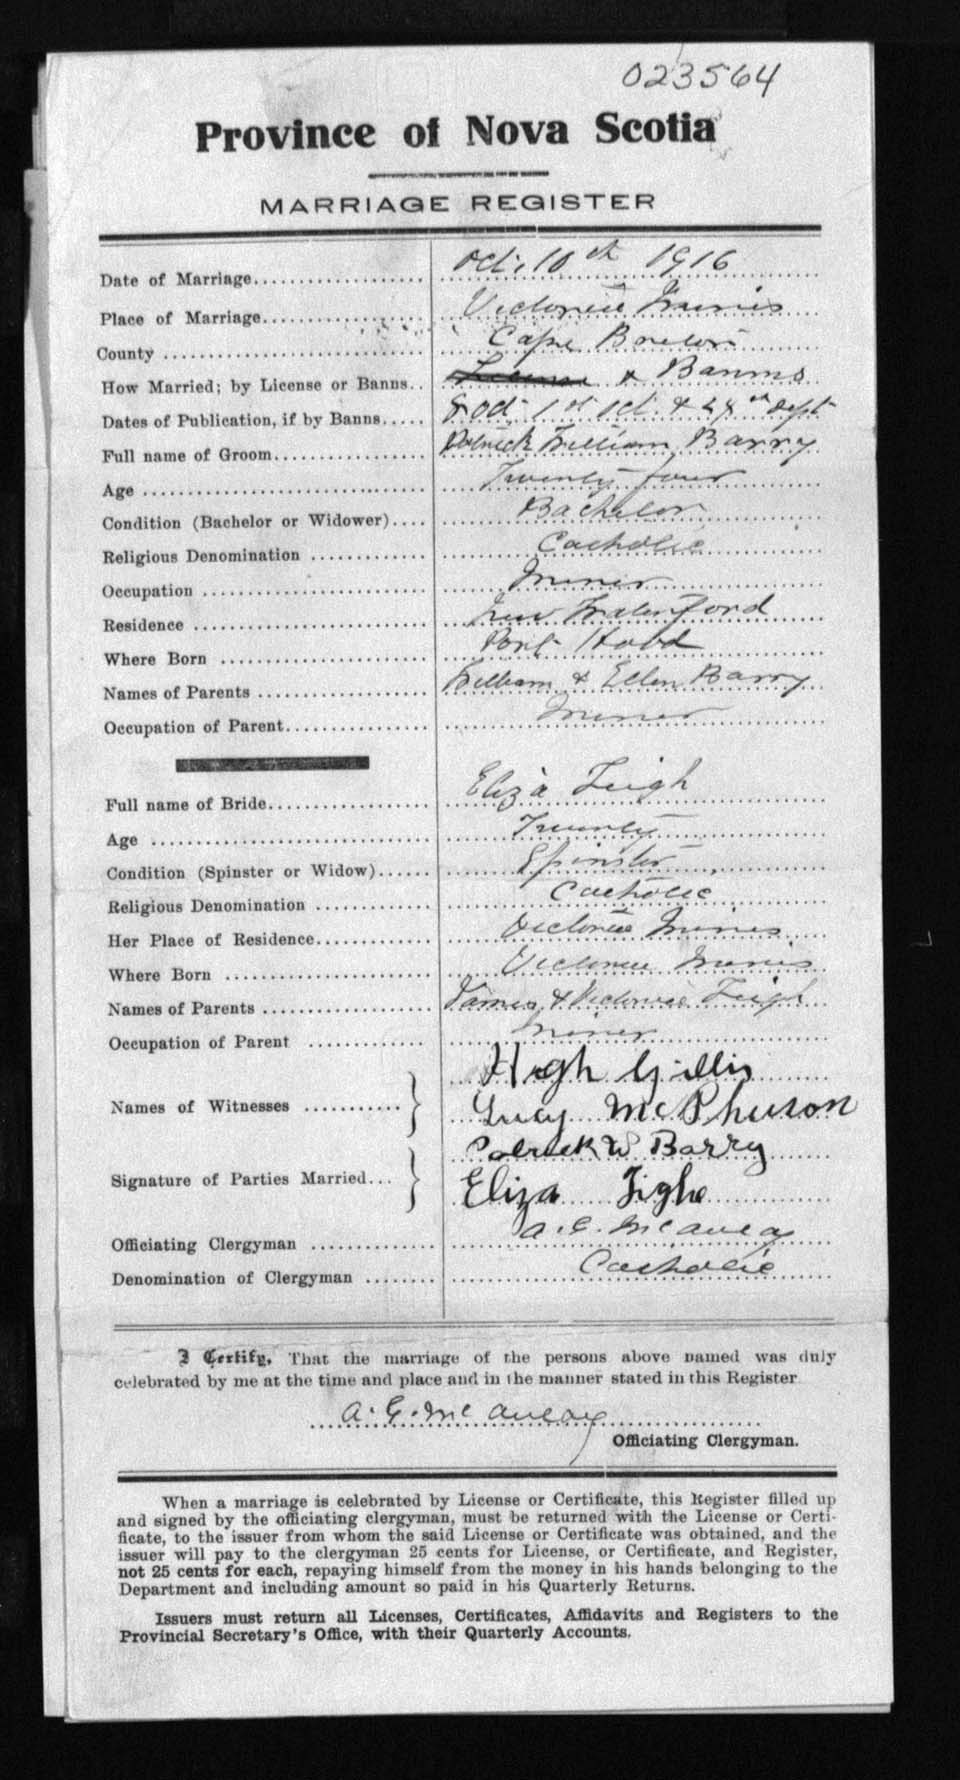 023564
Province of Nova Scotia
MARRIAGE REGISTER
Date of Marriage Oct. 10th 1916
Place of Marriage Victoria Mines
County Cape Breton
How Married; by License or Banns & Banns
Dates of Publication, if by Banns 8 Oct 1st Oct. & 24th Sept
Full name of Groom Patrick William Barry
Age Twenty four
Condition (Bachelor or Widower) Bachelor
Religious Denomination Catholic
Occupation Miner
Residence New Waterford
Where Born Port Hood
Names of Parents William & Ellen Barry
Occupation of Parent Miner
Full name of Bride Eliza Teigh
Age Twenty
Condition (Spinster or Widow) Spinster
Religious Denomination Catholic
Her Place of Residence Victoria Mines
Where Born Victoria Mines
Names of Parents James & Victoria Teigh
Occupation of Parent Miner
Names of Witnesses Hugh Gillis
Lucy McPherson
Signature of Parties Married Patrick W Barry
Eliza Tighe
Officiating Clergyman A. G. McAulay
Denomination of Clergyman Catholic
I Certify, That the marriage of the persons above named was duly
celebrated by me at the time and place and in the manner stated in this Register
A. G. McAulay
Officiating Clergyman.
When a marriage is celebrated by License or Certificate, this Register filled up
and signed by the officiating clergyman, must be returned with the License or Certi-
ficate, to the issuer from whom the said License or Certificate was obtained, and the
issuer will pay to the clergyman 25 cents for License, or Certificate, and Register,
not 25 cents for each, repaying himself from the money in his hands belonging to the
Department and including amount so paid in his Quarterly Returns.
Issuers must return all Licenses, Certificates, Affidavits and Registers to the
Provincial Secretary's Office, with their Quarterly Accounts.